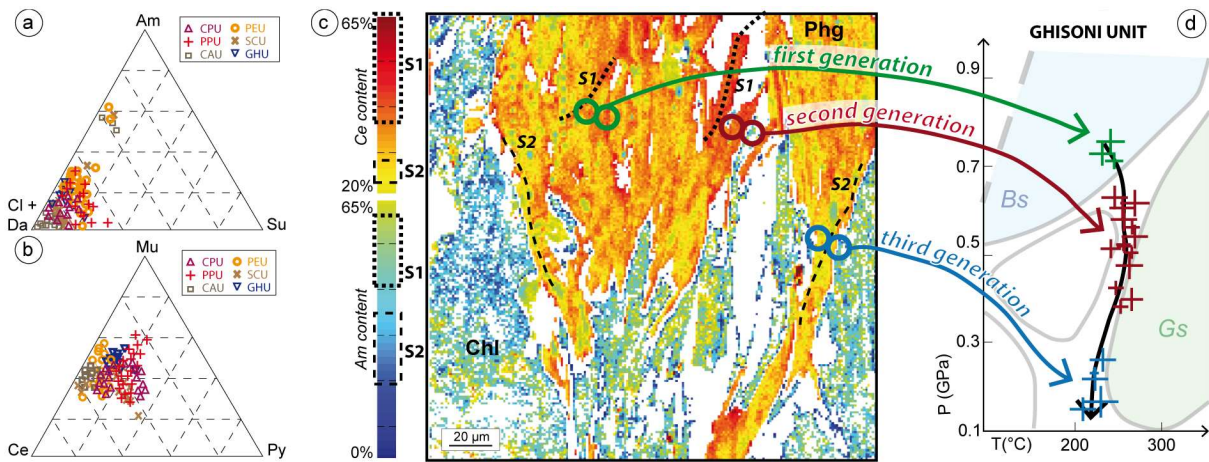 a
Am
CPU
PEU
PPU
SCU
CAU
GHU
Cl +
Da
Su
b
Mu
CPU
PEU
PPU
SCU
CAU
GHU
Ce
Py
c
65%
Ce content
20%
65%
Am content
0%
S1
S2
S1
S2
Phg
S1
S1
S2
S2
Chl
20 µm
first generation
second generation
third generation
d
GHISONI UNIT
0.9
0.7
0.5
0.3
0.1
P (GPa)
Bs
Gs
T(°C)
200
300